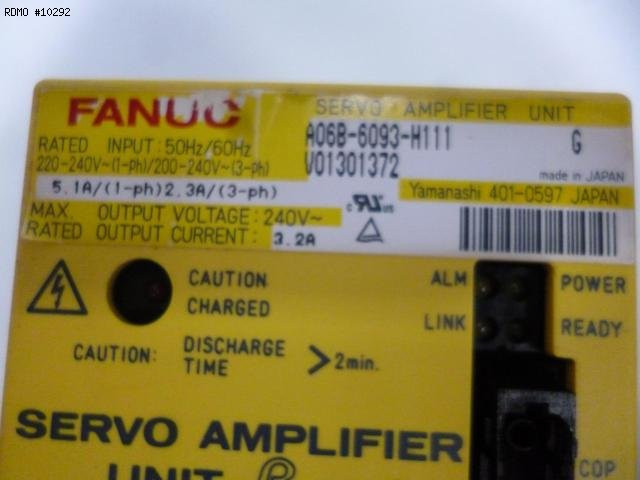 RDMO #10292
FANUC SERVO AMPLIFIER UNIT
RATED INPUT: 50Hz/60Hz A06B-6093-H111 G
220-240V~(1-ph)/200-240V~(3-ph) V01301372 made in JAPAN
5.1A/(1-ph)2.3A/(3-ph) Yamanashi 401-0597 JAPAN
MAX. OUTPUT VOLTAGE: 240V~ c UL us
RATED OUTPUT CURRENT: 3.2A
CAUTION ALM POWER
CHARGED LINK READY
CAUTION: DISCHARGE TIME >2min.
SERVO AMPLIFIER
UNIT β
COP